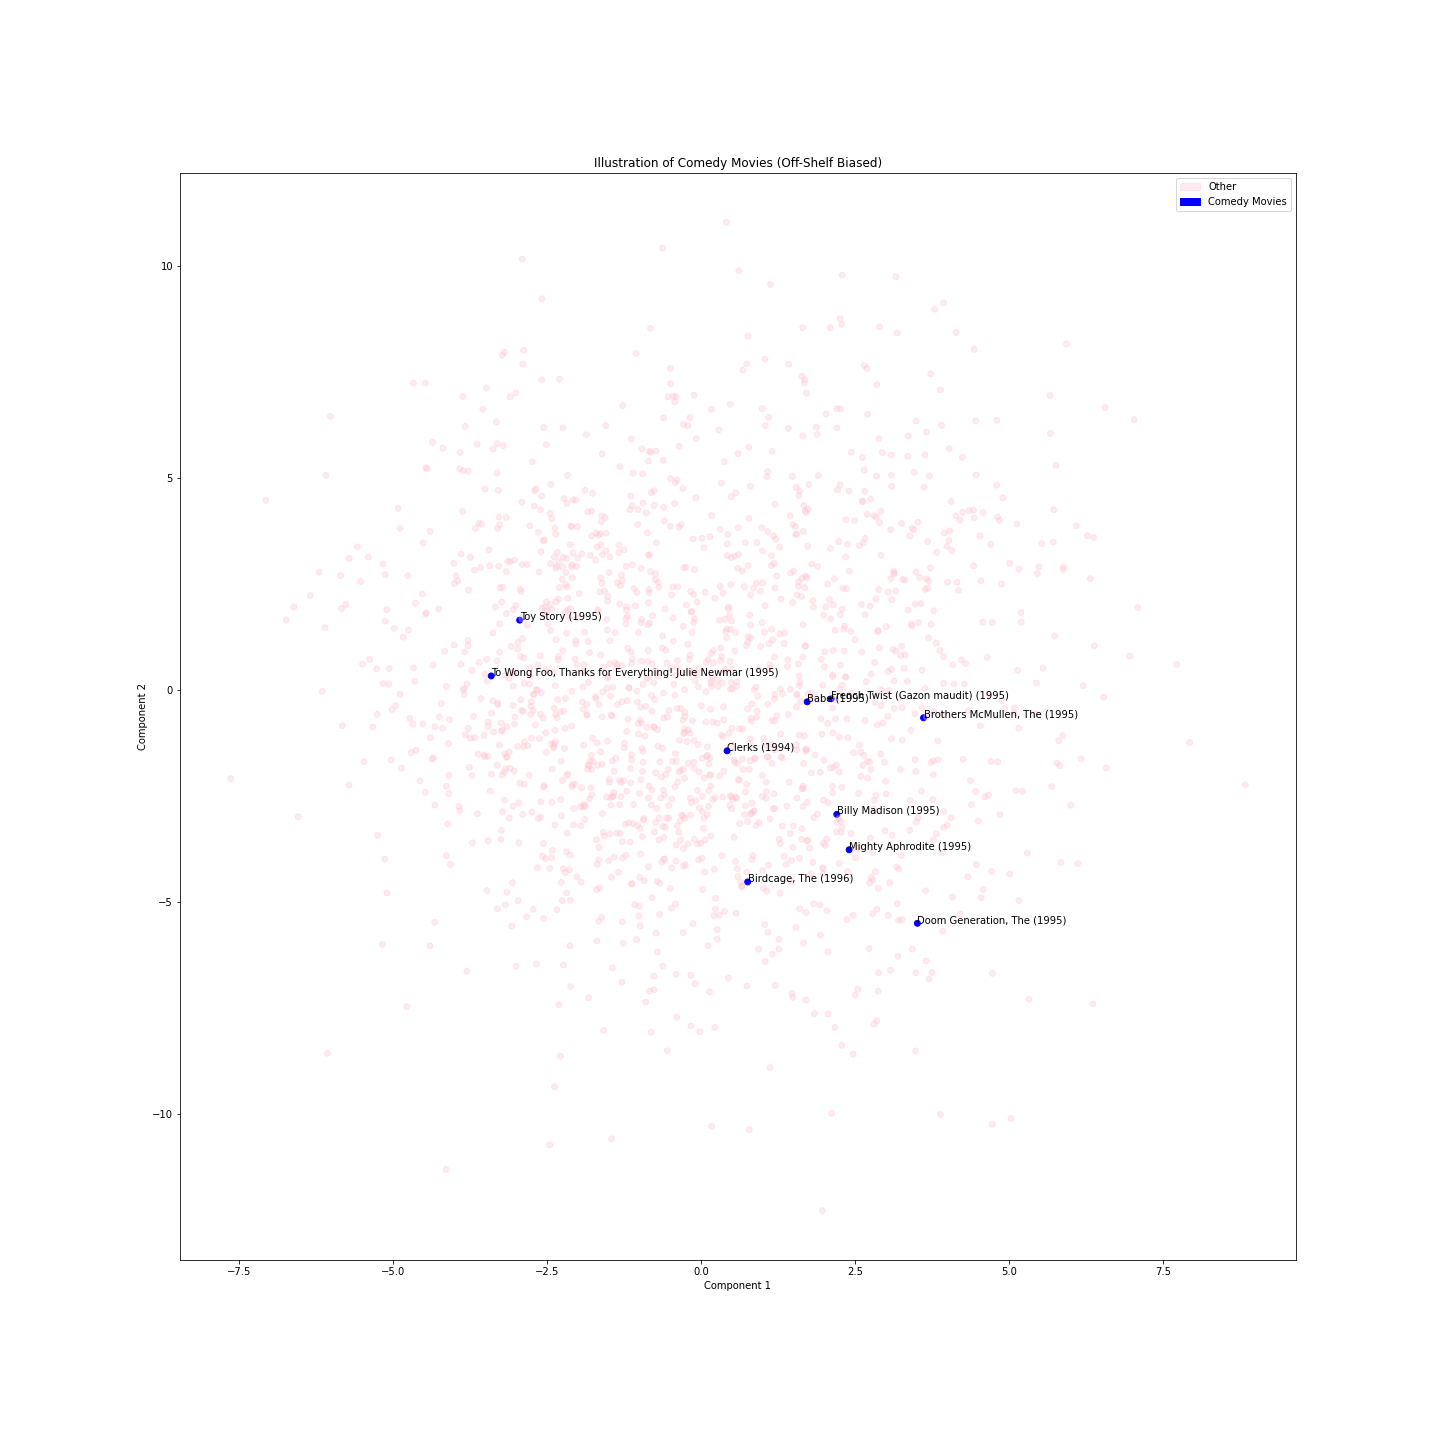 Illustration of Comedy Movies (Off-Shelf Biased)
Other
Comedy Movies
10
5
0
−5
−10
Component 2
Toy Story (1995)
To Wong Foo, Thanks for Everything! Julie Newmar (1995)
French Twist (Gazon maudit) (1995)
Babe (1995)
Brothers McMullen, The (1995)
Clerks (1994)
Billy Madison (1995)
Mighty Aphrodite (1995)
Birdcage, The (1996)
Doom Generation, The (1995)
−7.5 −5.0 −2.5 0.0 2.5 5.0 7.5
Component 1